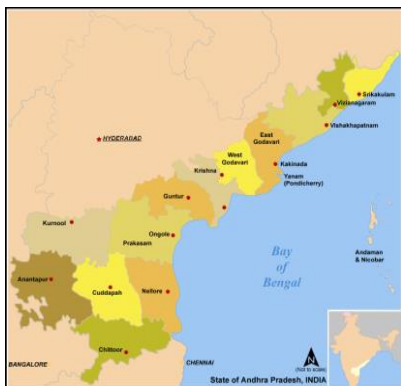 Srikakulam
Vizianagaram
Vishakhapatnam
HYDERABAD
East
Godavari
West
Godavari
Kakinada
Krishna
Yanam
(Pondicherry)
Guntur
Kurnool
Ongole
Prakasam
Bay
of
Bengal
Andaman
& Nicobar
Anantapur
Cuddapah
Nellore
Chittoor
BANGALORE
CHENNAI
N
(Not to scale)
State of Andhra Pradesh, INDIA